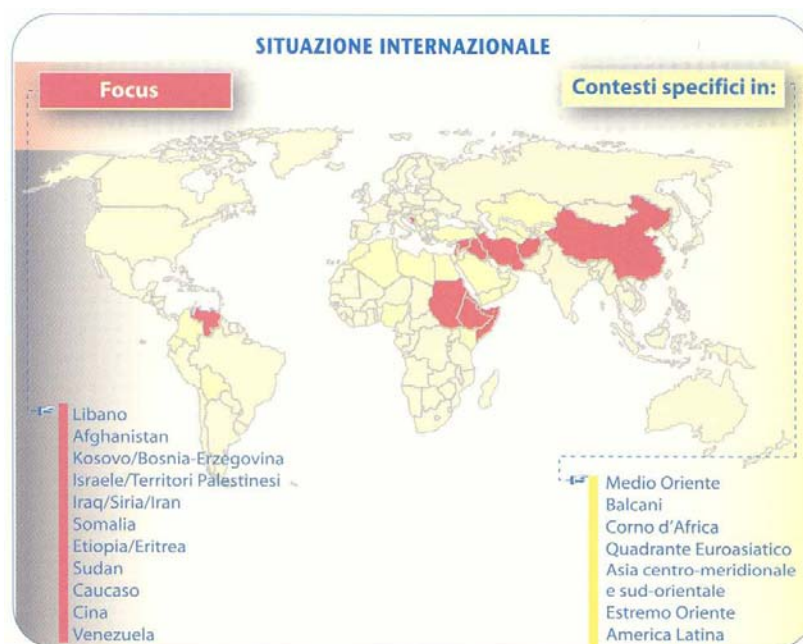 SITUAZIONE INTERNAZIONALE
Focus
Contesti specifici in:
Libano
Afghanistan
Kosovo/Bosnia-Erzegovina
Israele/Territori Palestinesi
Iraq/Siria/Iran
Somalia
Etiopia/Eritrea
Sudan
Caucaso
Cina
Venezuela
Medio Oriente
Balcani
Corno d'Africa
Quadrante Euroasiatico
Asia centro-meridionale
e sud-orientale
Estremo Oriente
America Latina